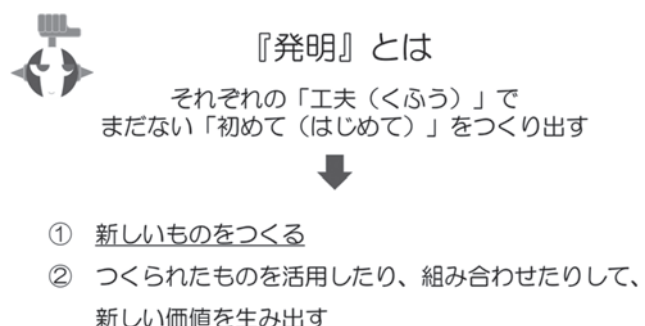 『発明』とは
それぞれの「工夫（くふう）」で
まだない「初めて（はじめて）」をつくり出す
① 新しいものをつくる
② つくられたものを活用したり、組み合わせたりして、
新しい価値を生み出す